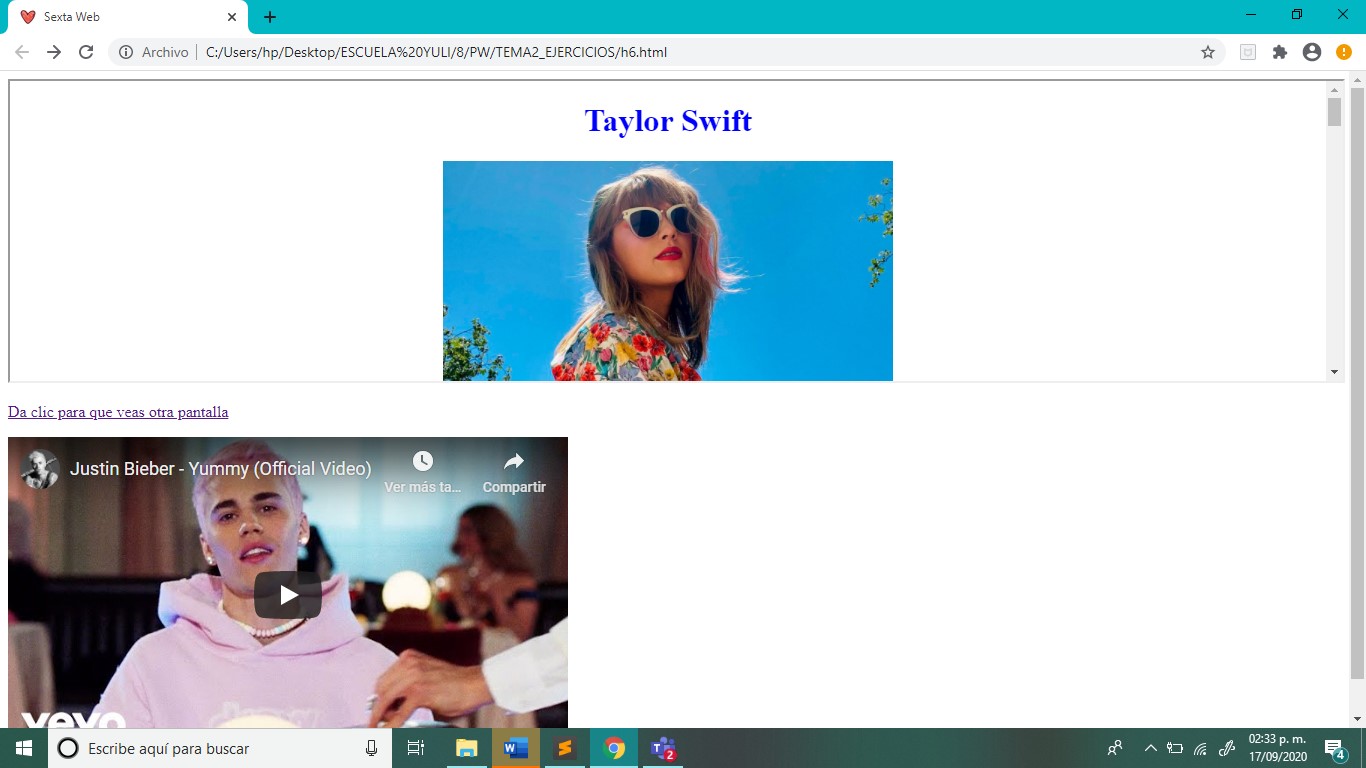 Sexta Web
Archivo
C:/Users/hp/Desktop/ESCUELA%20YULI/8/PW/TEMA2_EJERCICIOS/h6.html
Taylor Swift
Da clic para que veas otra pantalla
Justin Bieber - Yummy (Official Video)
Ver más ta...
Compartir
vevo
Escribe aquí para buscar
2
02:33 p. m.
17/09/2020
4